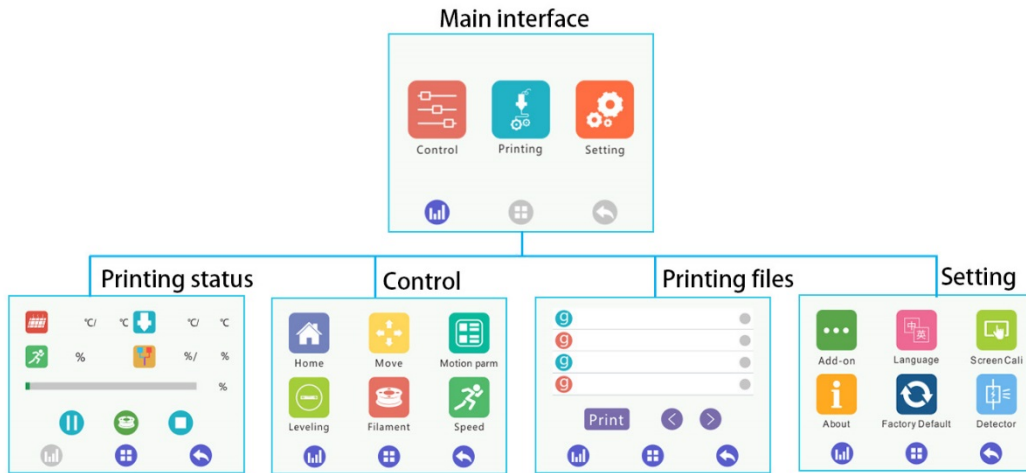 Main interface
Control Printing Setting
Printing status
℃/ ℃ ℃/ ℃
% %/ %
%
Control
Home Move Motion parm
Leveling Filament Speed
Printing files
g
g
g
g
Print < >
Setting
Add-on Language Screen Cali
中 英
About Factory Default Detector